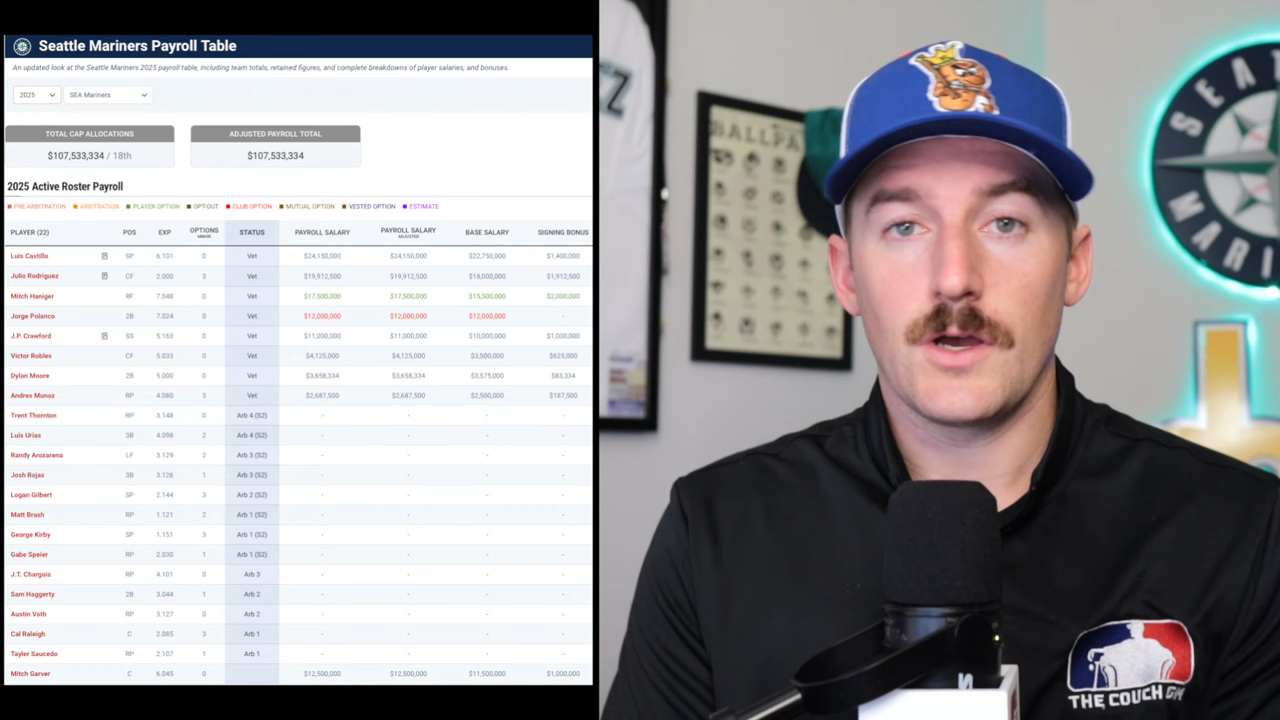 Seattle Mariners Payroll Table
An updated look at the Seattle Mariners 2025 payroll table, including team totals, retained figures, and complete breakdowns of player salaries, and bonuses.
2025 SEA Mariners
TOTAL CAP ALLOCATIONS ADJUSTED PAYROLL TOTAL
$107,533,334 / 18th $107,533,334
2025 Active Roster Payroll
PRE-ARBITRATION ARBITRATION PLAYER OPTION OPT-OUT CLUB OPTION MUTUAL OPTION VESTED OPTION ESTIMATE
PLAYER (22) POS EXP OPTIONS MINOR STATUS PAYROLL SALARY PAYROLL SALARY ADJUSTED BASE SALARY SIGNING BONUS
Luis Castillo SP 6.101 0 Vet $24,150,000 $24,150,000 $22,750,000 $1,400,000
Julio Rodriguez CF 2.000 3 Vet $19,912,500 $19,912,500 $18,000,000 $1,912,500
Mitch Haniger RF 7.048 0 Vet $17,500,000 $17,500,000 $15,500,000 $2,000,000
Jorge Polanco 2B 7.024 0 Vet $12,000,000 $12,000,000 $12,000,000 -
J.P. Crawford SS 5.163 0 Vet $11,000,000 $11,000,000 $10,000,000 $1,000,000
Victor Robles CF 5.033 0 Vet $4,125,000 $4,125,000 $3,500,000 $625,000
Dylan Moore 2B 5.000 0 Vet $3,658,334 $3,658,334 $3,575,000 $83,334
Andres Munoz RP 4.080 3 Vet $2,687,500 $2,687,500 $2,500,000 $187,500
Trent Thornton RP 3.148 0 Arb 4 (S2) - - - -
Luis Urias 3B 4.098 2 Arb 4 (S2) - - - -
Randy Arozarena LF 3.129 2 Arb 3 (S2) - - - -
Josh Rojas 3B 3.126 1 Arb 3 (S2) - - - -
Logan Gilbert SP 2.144 3 Arb 2 (S2) - - - -
Matt Brash RP 1.121 2 Arb 1 (S2) - - - -
George Kirby SP 1.151 3 Arb 1 (S2) - - - -
Gabe Speier RP 2.030 1 Arb 1 (S2) - - - -
J.T. Chargois RP 4.101 0 Arb 3 - - - -
Sam Haggerty 2B 3.044 1 Arb 2 - - - -
Austin Voth RP 3.127 0 Arb 2 - - - -
Cal Raleigh C 2.085 3 Arb 1 - - - -
Tayler Saucedo RP 2.107 1 Arb 1 - - - -
Mitch Garver C 6.045 0 $12,500,000 $12,500,000 $11,500,000 $1,000,000
BALLPA
SEA
MARI
THE COUCH GM